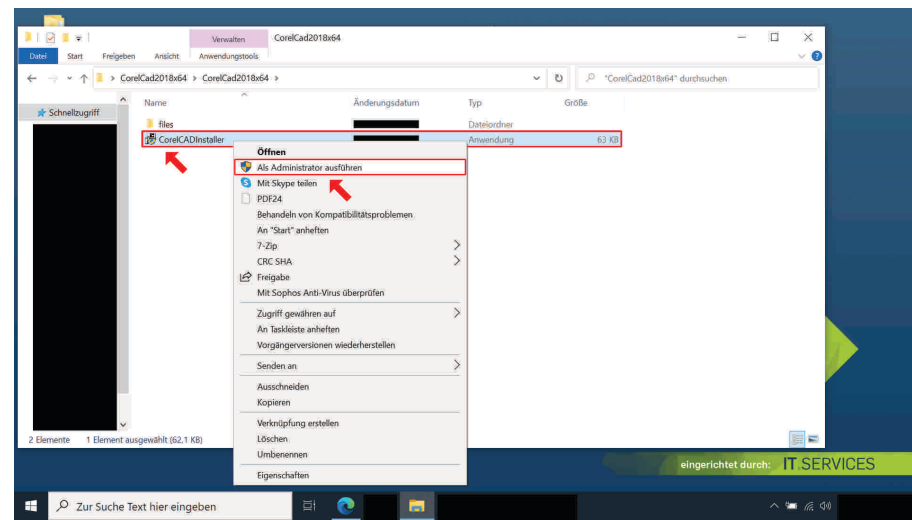 Verwalten CorelCad2018x64
Datei Start Freigeben Ansicht Anwendungstools
CorelCad2018x64 > CorelCad2018x64 >
"CorelCad2018x64" durchsuchen
Schnellzugriff
Name Änderungsdatum Typ Größe
files Dateiordner
CorelCADInstaller Anwendung 63 KB
Öffnen
Als Administrator ausführen
Mit Skype teilen
PDF24
Behandeln von Kompatibilitätsproblemen
An "Start" anheften
7-Zip
CRC SHA
Freigabe
Mit Sophos Anti-Virus überprüfen
Zugriff gewähren auf
An Taskleiste anheften
Vorgängerversionen wiederherstellen
Senden an
Ausschneiden
Kopieren
Verknüpfung erstellen
Löschen
Umbenennen
Eigenschaften
2 Elemente 1 Element ausgewählt (62,1 KB)
eingerichtet durch: IT.SERVICES
Zur Suche Text hier eingeben